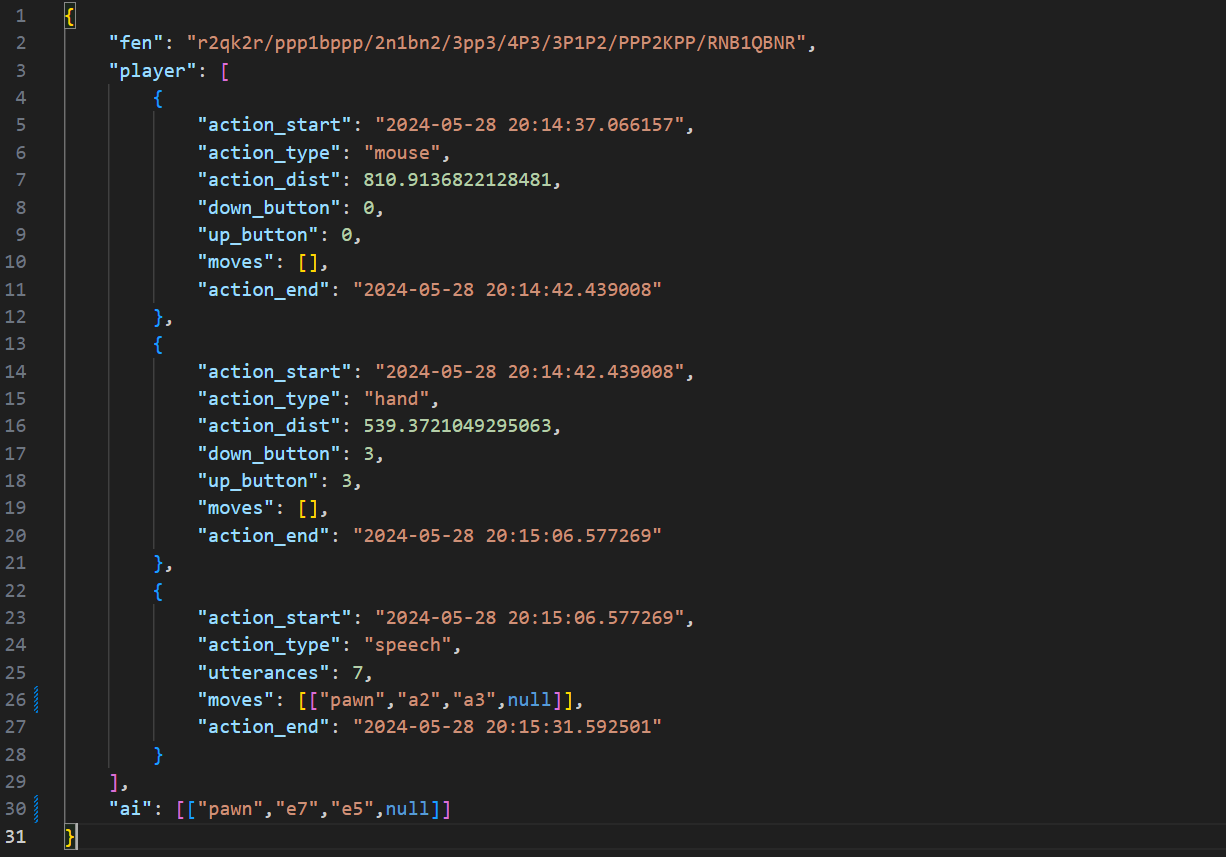 1 {
2 "fen": "r2qk2r/ppp1bppp/2n1bn2/3pp3/4P3/3P1P2/PPP2KPP/RNB1QBNR",
3 "player": [
4 {
5 "action_start": "2024-05-28 20:14:37.066157",
6 "action_type": "mouse",
7 "action_dist": 810.9136822128481,
8 "down_button": 0,
9 "up_button": 0,
10 "moves": [],
11 "action_end": "2024-05-28 20:14:42.439008"
12 },
13 {
14 "action_start": "2024-05-28 20:14:42.439008",
15 "action_type": "hand",
16 "action_dist": 539.3721049295063,
17 "down_button": 3,
18 "up_button": 3,
19 "moves": [],
20 "action_end": "2024-05-28 20:15:06.577269"
21 },
22 {
23 "action_start": "2024-05-28 20:15:06.577269",
24 "action_type": "speech",
25 "utterances": 7,
26 "moves": [["pawn","a2","a3",null]],
27 "action_end": "2024-05-28 20:15:31.592501"
28 }
29 ],
30 "ai": [["pawn","e7","e5",null]]
31 }